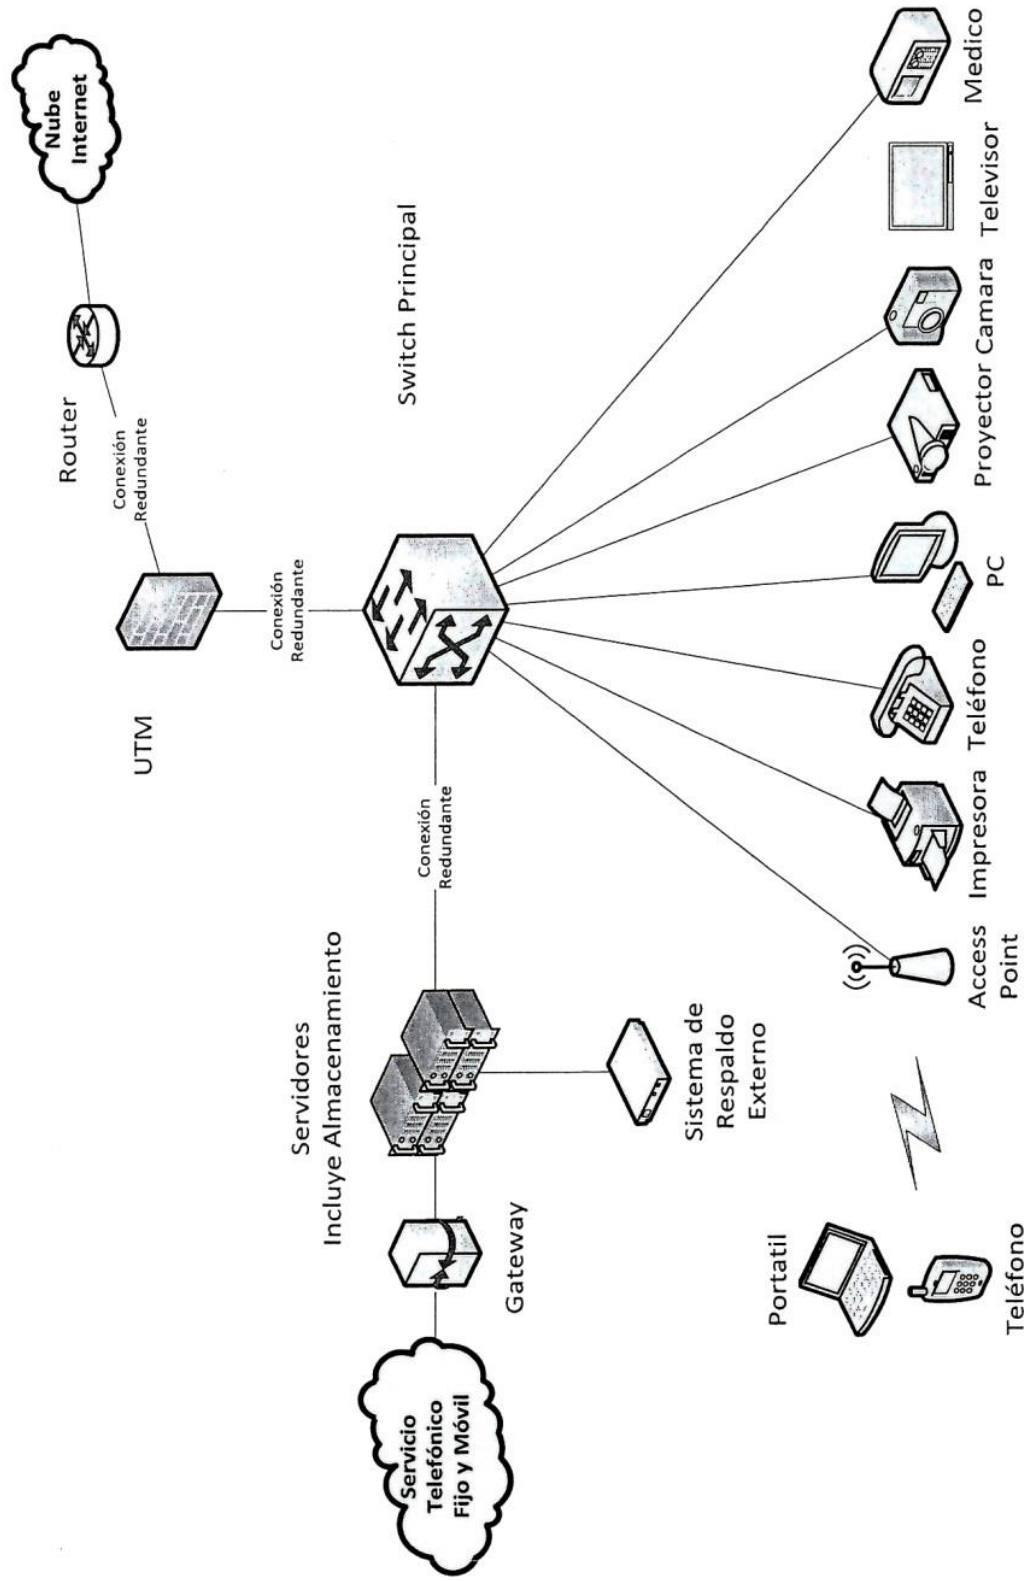 Nube
Internet
Router
Conexión
Redundante
UTM
Conexión
Redundante
Switch Principal
Servidores
Incluye Almacenamiento
Conexión
Redundante
Servicio
Telefónico
Fijo y Móvil
Gateway
Sistema de
Respaldo
Externo
Portatil
Teléfono
Access
Point
Impresora
Teléfono
PC
Proyector
Camara
Televisor
Medico